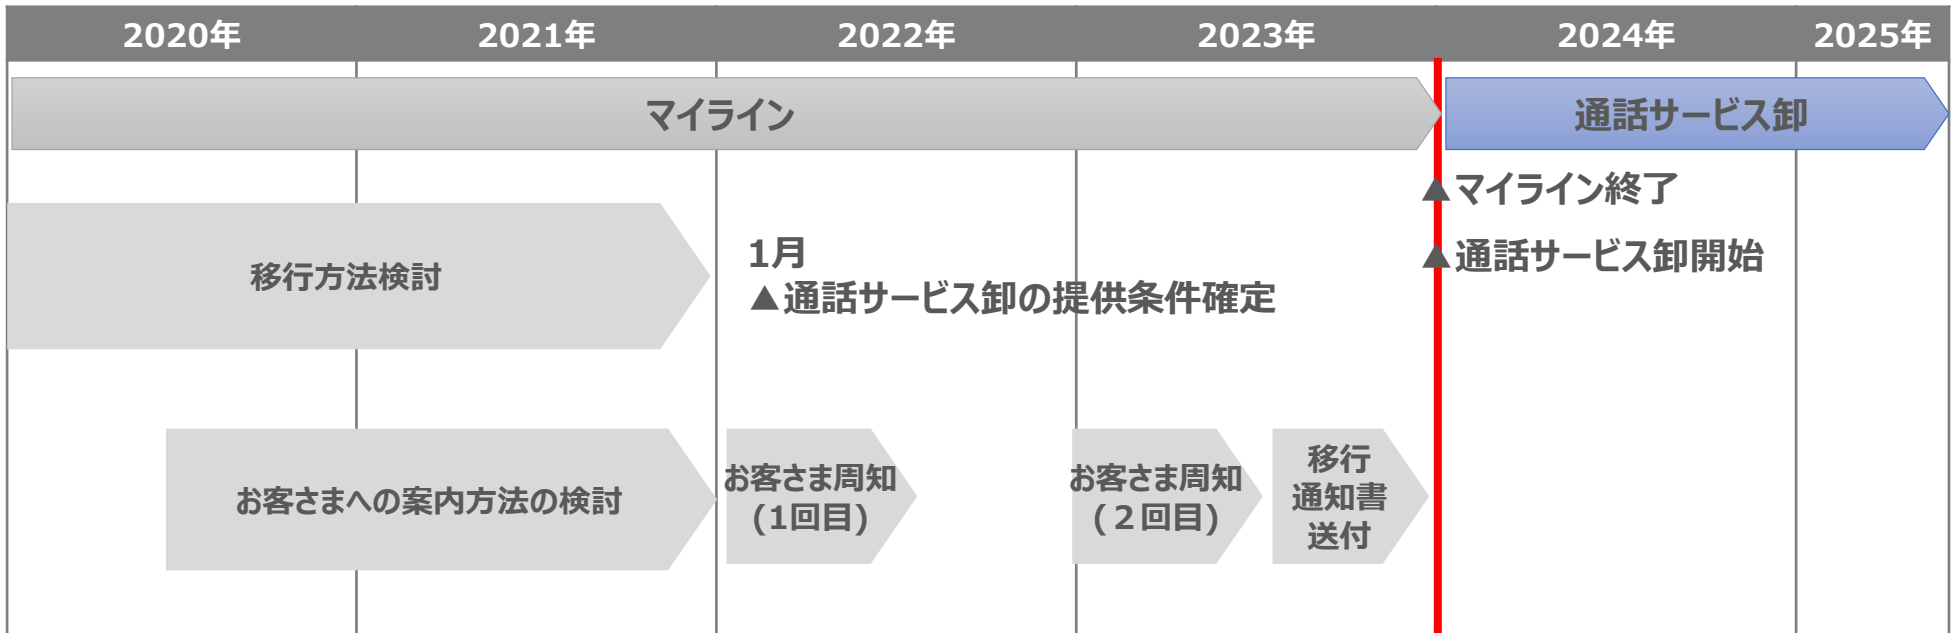 2020年
2021年
2022年
2023年
2024年
2025年
マイライン
通話サービス卸
▲マイライン終了
▲通話サービス卸開始
移行方法検討
1月
▲通話サービス卸の提供条件確定
お客さまへの案内方法の検討
お客さま周知
(1回目)
お客さま周知
(２回目)
移行
通知書
送付